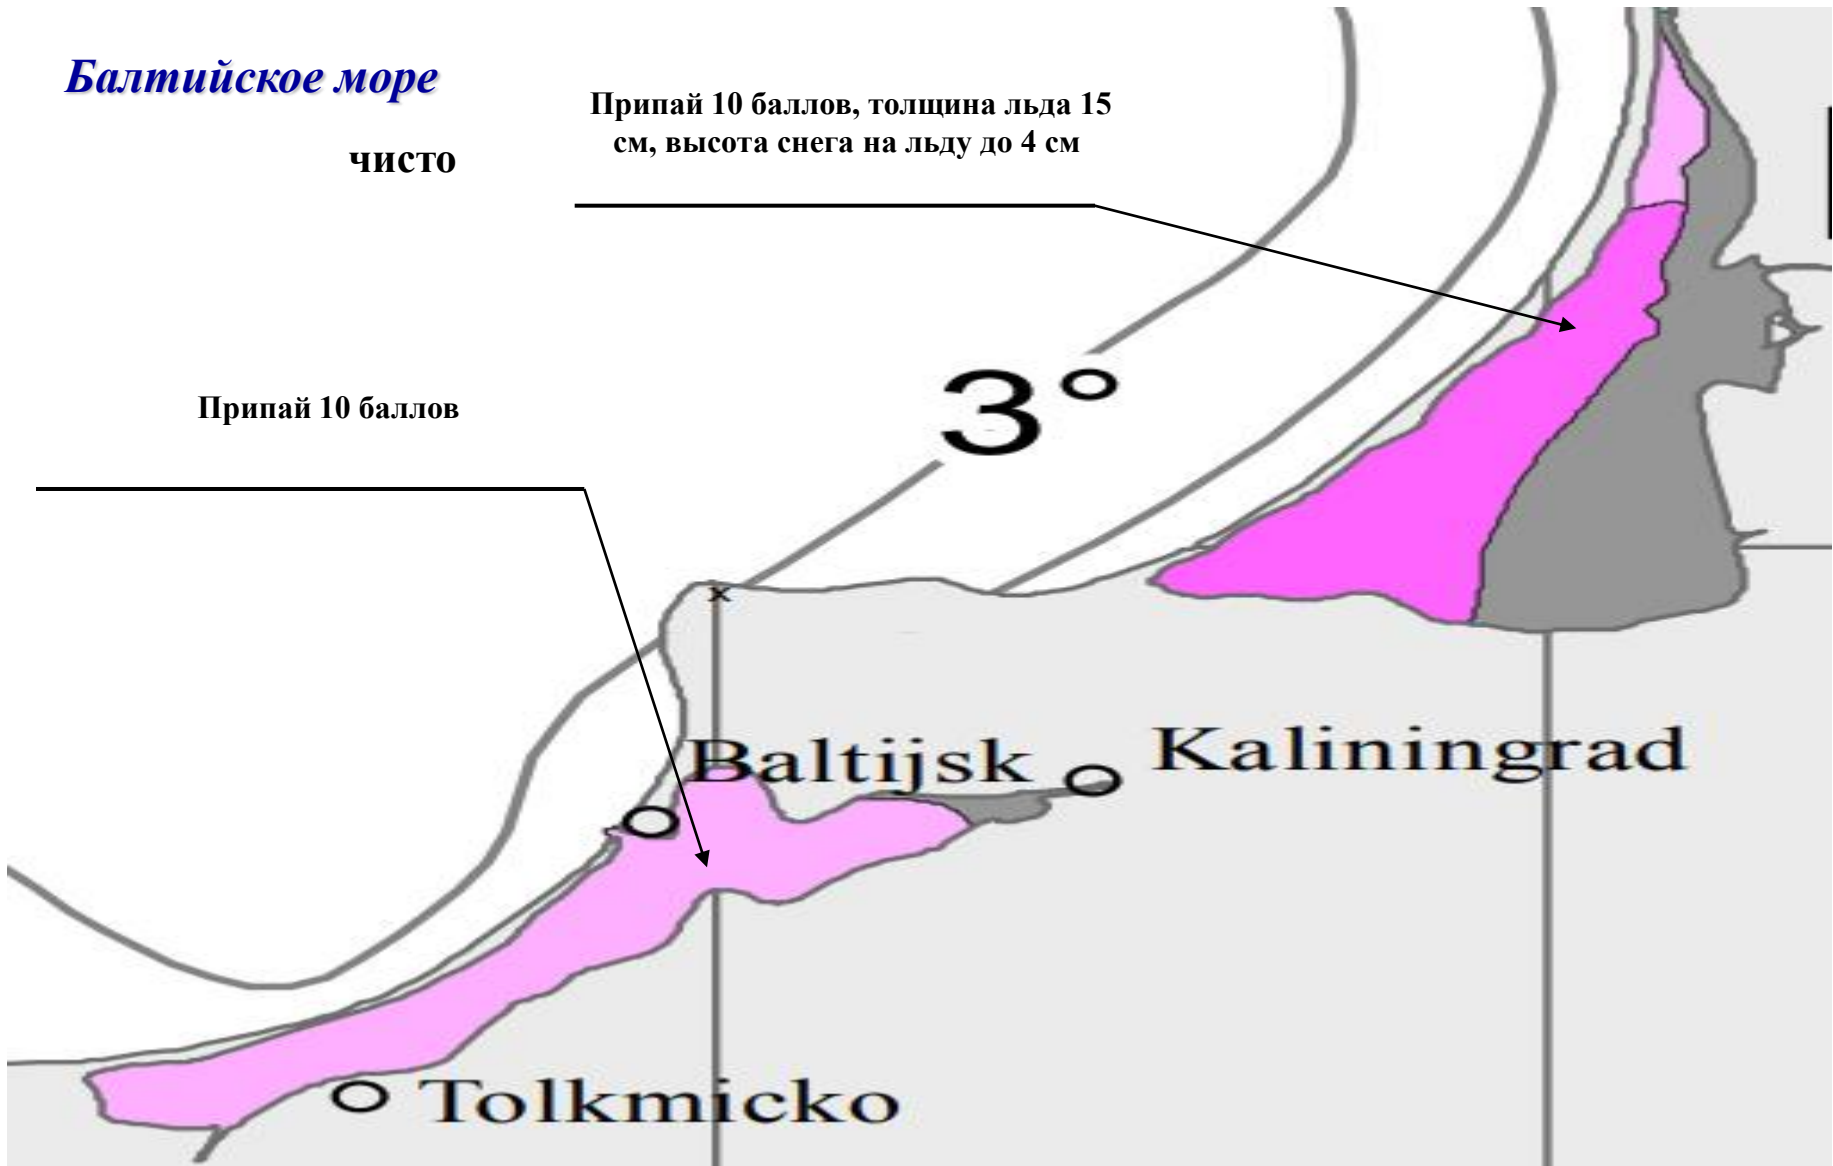 Балтийское море
чисто
Припай 10 баллов, толщина льда 15
см, высота снега на льду до 4 см
Припай 10 баллов
3°
Baltijsk
Kaliningrad
Tolkmicko